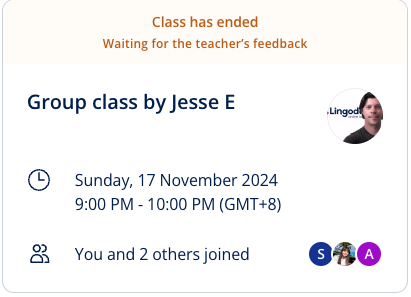 Class has ended
Waiting for the teacher's feedback
Group class by Jesse E
Lingod
Sunday, 17 November 2024
9:00 PM - 10:00 PM (GMT+8)
You and 2 others joined
S
A